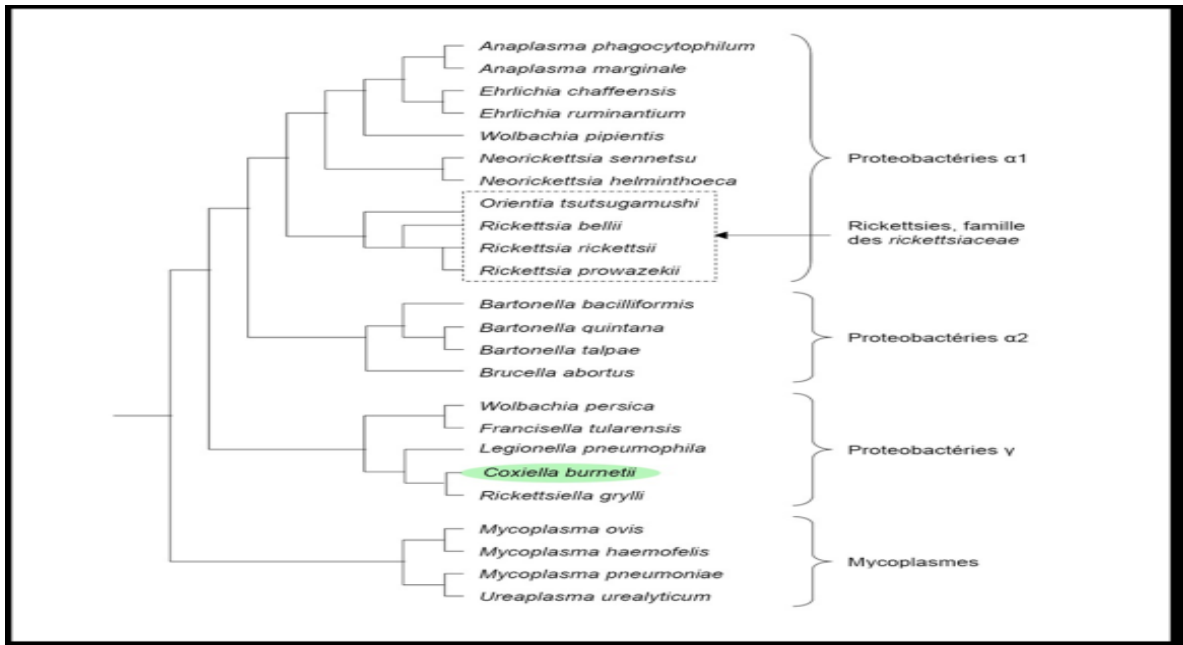 Anaplasma phagocytophilum
Anaplasma marginale
Ehrlichia chaffeensis
Ehrlichia ruminantium
Wolbachia pipientis
Neorickettsia sennetsu
Neorickettsia helminthoeca
Orientia tsutsugamushi
Rickettsia bellii
Rickettsia rickettsii
Rickettsia prowazekii
Proteobactéries α1
Rickettsies, famille
des rickettsiaceae
Bartonella bacilliformis
Bartonella quintana
Bartonella talpae
Brucella abortus
Proteobactéries α2
Wolbachia persica
Francisella tularensis
Legionella pneumophila
Coxiella burnetii
Rickettsiella grylli
Proteobactéries γ
Mycoplasma ovis
Mycoplasma haemofelis
Mycoplasma pneumoniae
Ureaplasma urealyticum
Mycoplasmes